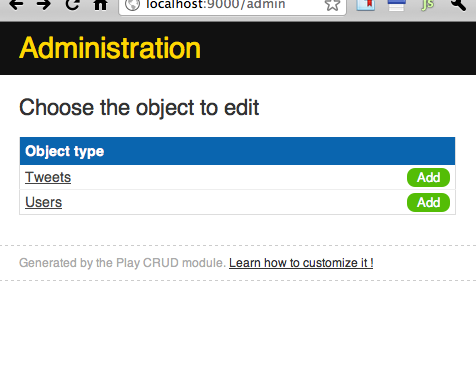 localhost:9000/admin
js
Administration
Choose the object to edit
Object type
Tweets Add
Users Add
Generated by the Play CRUD module. Learn how to customize it !